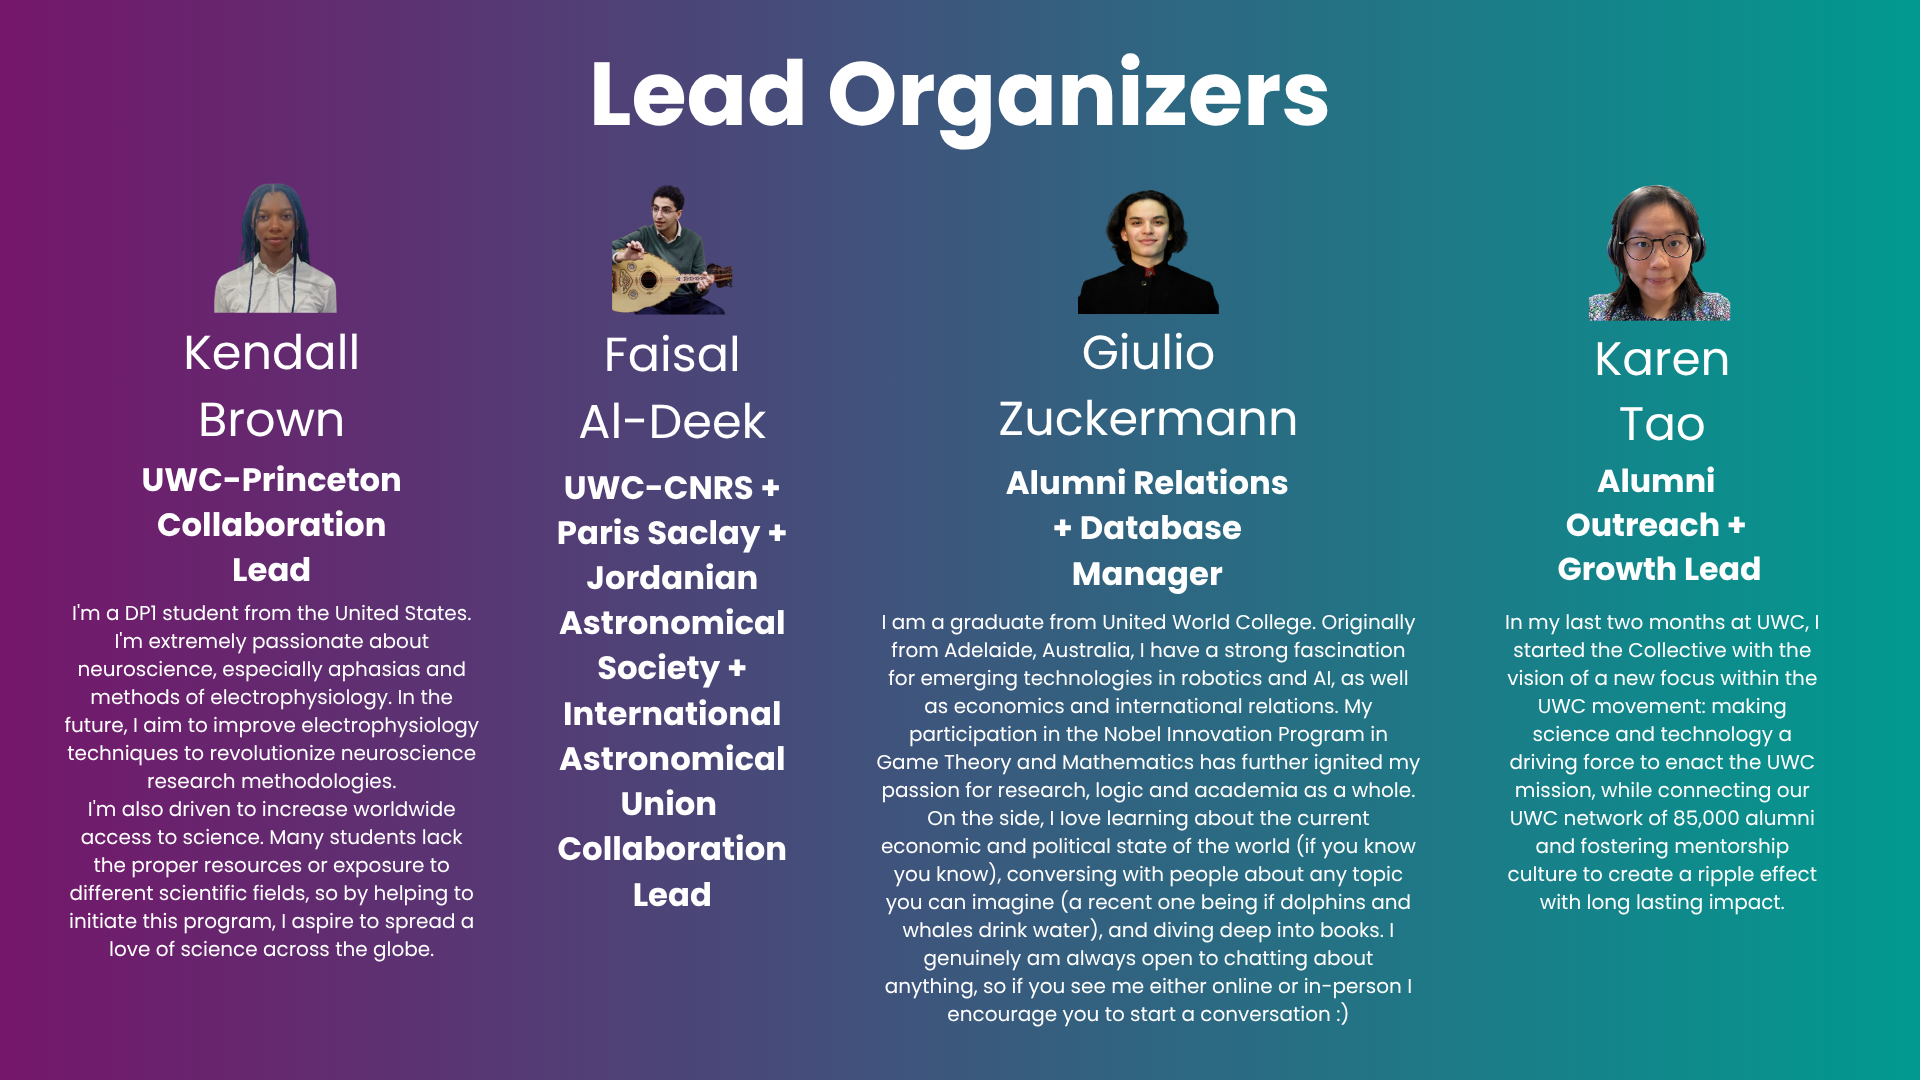 Lead Organizers
Kendall
Brown
UWC-Princeton
Collaboration
Lead
I'm a DP1 student from the United States.
I'm extremely passionate about
neuroscience, especially aphasias and
methods of electrophysiology. In the
future, I aim to improve electrophysiology
techniques to revolutionize neuroscience
research methodologies.
I'm also driven to increase worldwide
access to science. Many students lack
the proper resources or exposure to
different scientific fields, so by helping to
initiate this program, I aspire to spread a
love of science across the globe.
Faisal
Al-Deek
UWC-CNRS +
Paris Saclay +
Jordanian
Astronomical
Society +
International
Astronomical
Union
Collaboration
Lead
Giulio
Zuckermann
Alumni Relations
+ Database
Manager
I am a graduate from United World College. Originally
from Adelaide, Australia, I have a strong fascination
for emerging technologies in robotics and AI, as well
as economics and international relations. My
participation in the Nobel Innovation Program in
Game Theory and Mathematics has further ignited my
passion for research, logic and academia as a whole.
On the side, I love learning about the current
economic and political state of the world (if you know
you know), conversing with people about any topic
you can imagine (a recent one being if dolphins and
whales drink water), and diving deep into books. I
genuinely am always open to chatting about
anything, so if you see me either online or in-person I
encourage you to start a conversation :)
Karen
Tao
Alumni
Outreach +
Growth Lead
In my last two months at UWC, I
started the Collective with the
vision of a new focus within the
UWC movement: making
science and technology a
driving force to enact the UWC
mission, while connecting our
UWC network of 85,000 alumni
and fostering mentorship
culture to create a ripple effect
with long lasting impact.